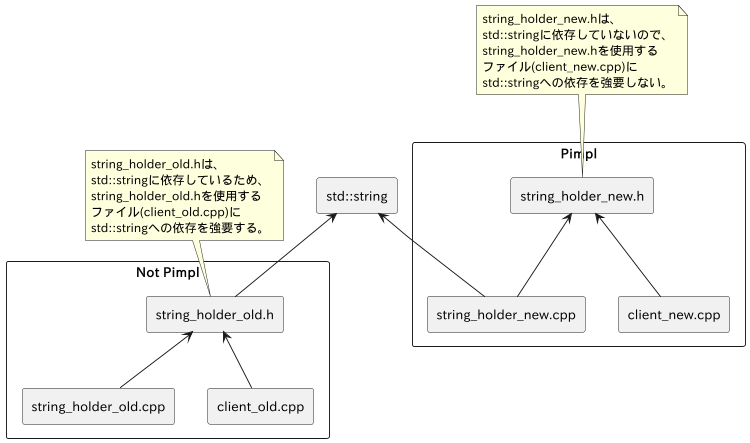 string_holder_new.hは、
std::stringに依存していないので、
string_holder_new.hを使用する
ファイル(client_new.cpp)に
std::stringへの依存を強要しない。
string_holder_old.hは、
std::stringに依存しているため、
string_holder_old.hを使用する
ファイル(client_old.cpp)に
std::stringへの依存を強要する。
Pimpl
std::string
string_holder_new.h
Not Pimpl
string_holder_old.h
string_holder_new.cpp
client_new.cpp
string_holder_old.cpp
client_old.cpp